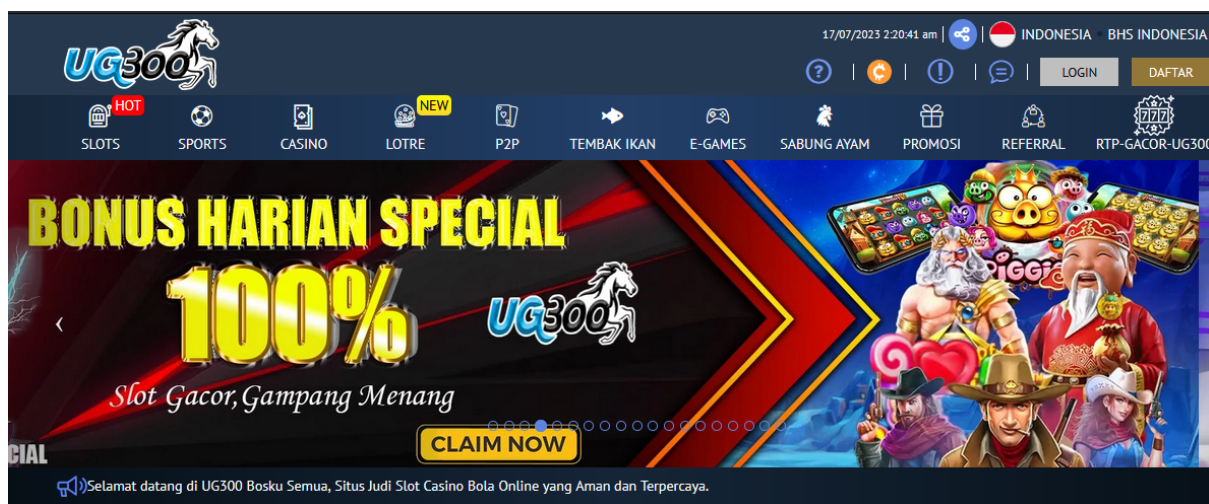 UG300
17/07/2023 2:20:41 am | | INDONESIA BHS INDONESIA
LOGIN DAFTAR
HOT NEW
SLOTS SPORTS CASINO LOTRE P2P TEMBAK IKAN E-GAMES SABUNG AYAM PROMOSI REFERRAL RTP-GACOR-UG300
777
BONUS HARIAN SPECIAL
100%
UG300
Slot Gacor,Gampang Menang
CLAIM NOW
CIAL
Selamat datang di UG300 Bosku Semua, Situs Judi Slot Casino Bola Online yang Aman dan Terpercaya.